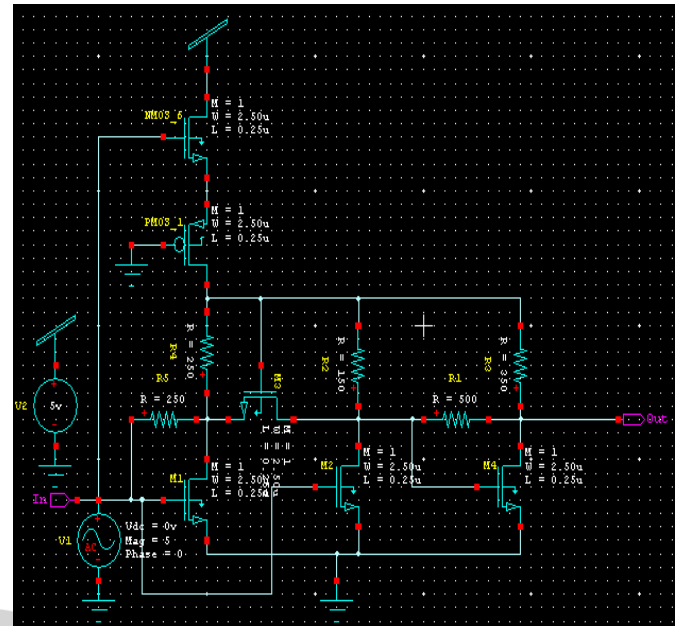 NMOS_6
M = 1
W = 2.50u
L = 0.25u
PMOS_1
M = 1
W = 2.50u
L = 0.25u
R4
R = 250
R2
R = 150
R3
R = 350
V2
5v
R5
R = 250
M3
R1
R = 500
Out
M1
M = 1
W = 2.50u
L = 0.25u
M2
M = 1
W = 2.50u
L = 0.25u
M4
M = 1
W = 2.50u
L = 0.25u
In
V1
AC
Vdc = 0v
Mag = 5
Phase = 0